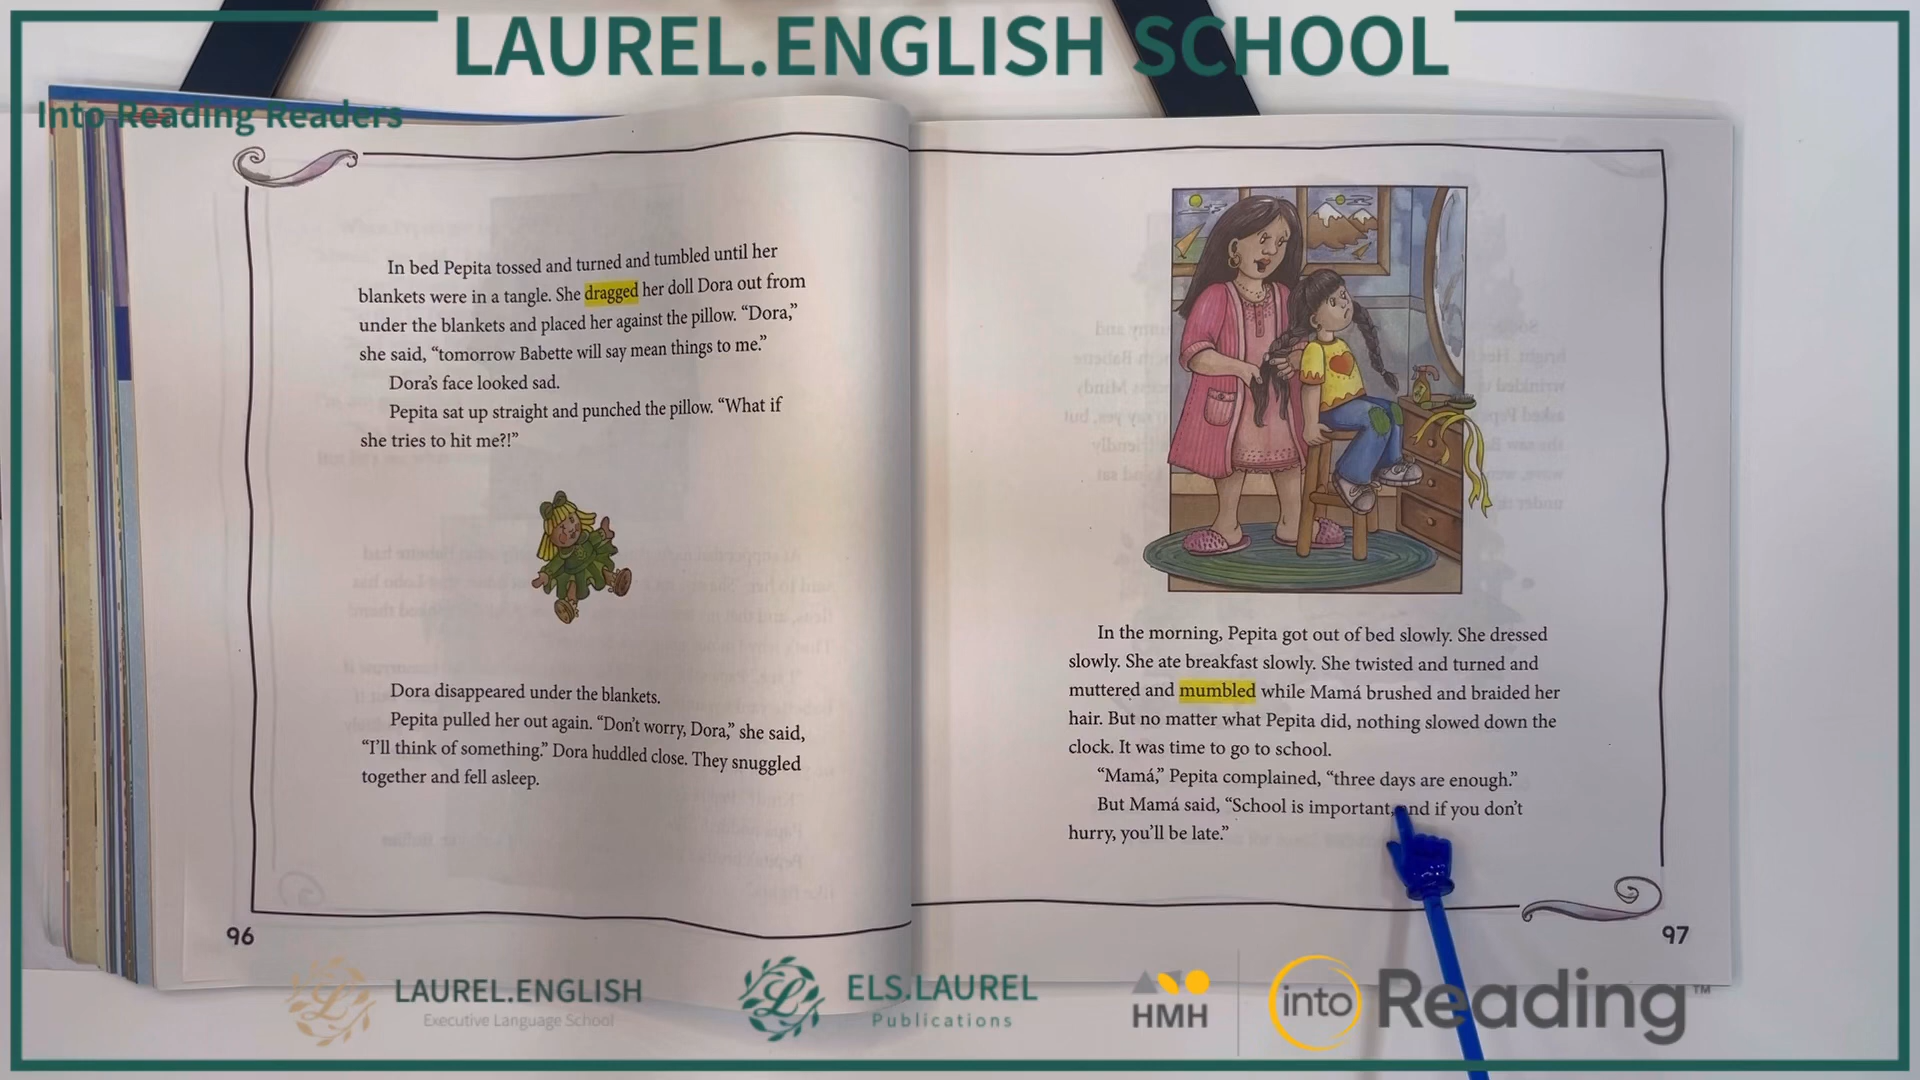 LAUREL.ENGLISH SCHOOL
Into Reading Readers
In bed Pepita tossed and turned and tumbled until her
blankets were in a tangle. She dragged her doll Dora out from
under the blankets and placed her against the pillow. “Dora,”
she said, “tomorrow Babette will say mean things to me.”
Dora’s face looked sad.
Pepita sat up straight and punched the pillow. “What if
she tries to hit me?!”
Dora disappeared under the blankets.
Pepita pulled her out again. “Don’t worry, Dora,” she said,
“I’ll think of something.” Dora huddled close. They snuggled
together and fell asleep.
96
In the morning, Pepita got out of bed slowly. She dressed
slowly. She ate breakfast slowly. She twisted and turned and
muttered and mumbled while Mamá brushed and braided her
hair. But no matter what Pepita did, nothing slowed down the
clock. It was time to go to school.
“Mamá,” Pepita complained, “three days are enough.”
But Mamá said, “School is important, and if you don’t
hurry, you’ll be late.”
97
LAUREL.ENGLISH
Executive Language School
ELS.LAUREL
Publications
HMH
into Reading™